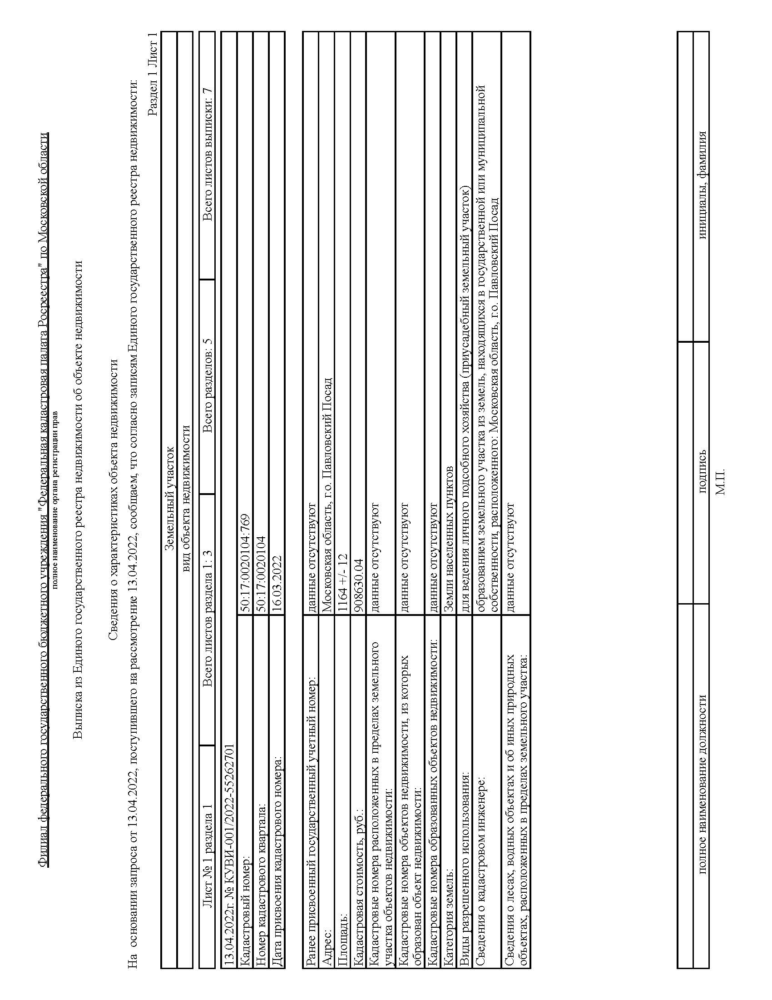 Филиал федерального государственного бюджетного учреждения "Федеральная кадастровая палата Росреестра" по Московской области
полное наименование органа регистрации прав
Выписка из Единого государственного реестра недвижимости об объекте недвижимости
Сведения о характеристиках объекта недвижимости
На основании запроса от 13.04.2022, поступившего на рассмотрение 13.04.2022, сообщаем, что согласно записям Единого государственного реестра недвижимости:
Раздел 1 Лист 1
Земельный участок
вид объекта недвижимости
Лист № 1 раздела 1 Всего листов раздела 1: 3 Всего разделов: 5 Всего листов выписки: 7
13.04.2022г. № КУВИ-001/2022-55262701
Кадастровый номер: 50:17:0020104:769
Номер кадастрового квартала: 50:17:0020104
Дата присвоения кадастрового номера: 16.03.2022
Ранее присвоенный государственный учетный номер: данные отсутствуют
Адрес: Московская область, г.о. Павловский Посад
Площадь: 1164 +/- 12
Кадастровая стоимость, руб.: 908630.04
Кадастровые номера расположенных в пределах земельного данные отсутствуют
участка объектов недвижимости:
Кадастровые номера объектов недвижимости, из которых данные отсутствуют
образован объект недвижимости:
Кадастровые номера образованных объектов недвижимости: данные отсутствуют
Категория земель: Земли населенных пунктов
Виды разрешенного использования: для ведения личного подсобного хозяйства (приусадебный земельный участок)
Сведения о кадастровом инженере: образованием земельного участка из земель, находящихся в государственной или муниципальной
собственности, расположенного: Московская область, г.о. Павловский Посад
Сведения о лесах, водных объектах и об иных природных данные отсутствуют
объектах, расположенных в пределах земельного участка:
полное наименование должности подпись инициалы, фамилия
М.П.